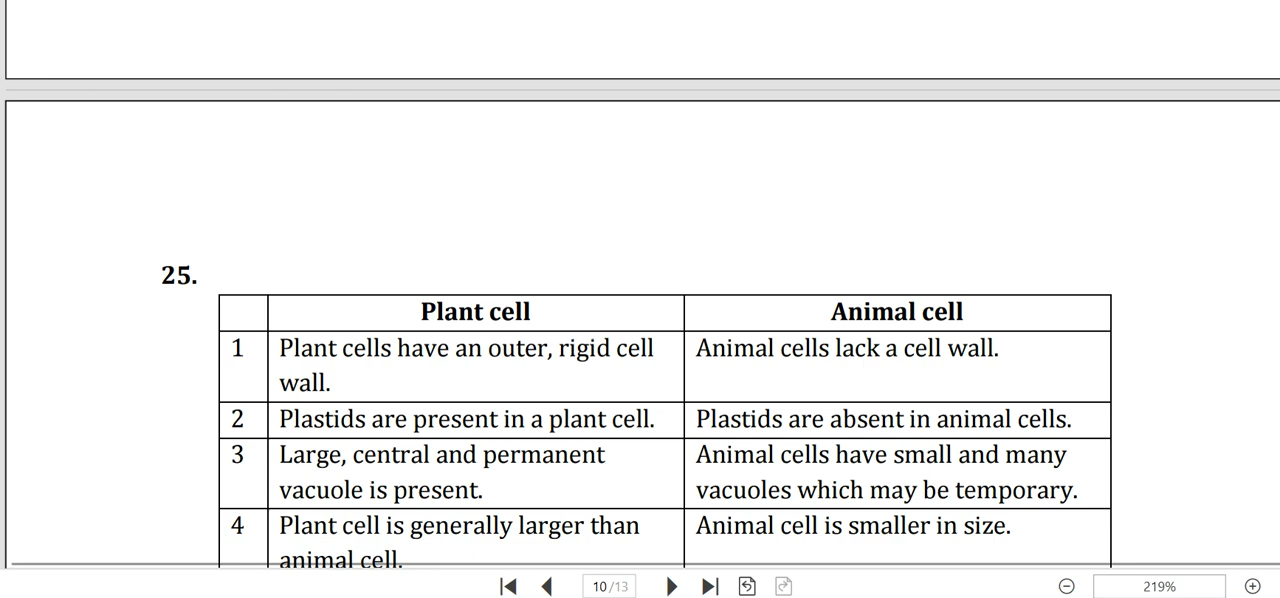 25.
Plant cell Animal cell
1 Plant cells have an outer, rigid cell Animal cells lack a cell wall.
wall.
2 Plastids are present in a plant cell. Plastids are absent in animal cells.
3 Large, central and permanent Animal cells have small and many
vacuole is present. vacuoles which may be temporary.
4 Plant cell is generally larger than Animal cell is smaller in size.
animal cell.
10/13 219%